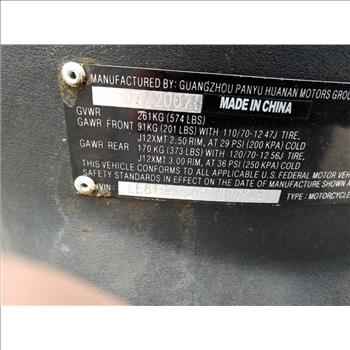 MANUFACTURED BY: GUANGZHOU PANYU HUANAN MOTORS GROU
07/2007 MADE IN CHINA
GVWR 261KG (574 LBS)
GAWR FRONT 91KG (201 LBS) WITH 110/70-12 47J TIRE,
J12XMT 2.50 RIM, AT 29 PSI (200 KPA) COLD
GAWR REAR 170 KG (373 LBS) WITH 120/70-12 56J TIRE,
J12XMT 3.00 RIM, AT 36 PSI (250 KPA) COLD
THIS VEHICLE CONFORMS TO ALL APPLICABLE U.S. FEDERAL MOTOR VEHIC
SAFETY STANDARDS IN EFFECT ON THE DATE OF MANUFACTURE SHOWN
VIN: TYPE: MOTORCYCLE